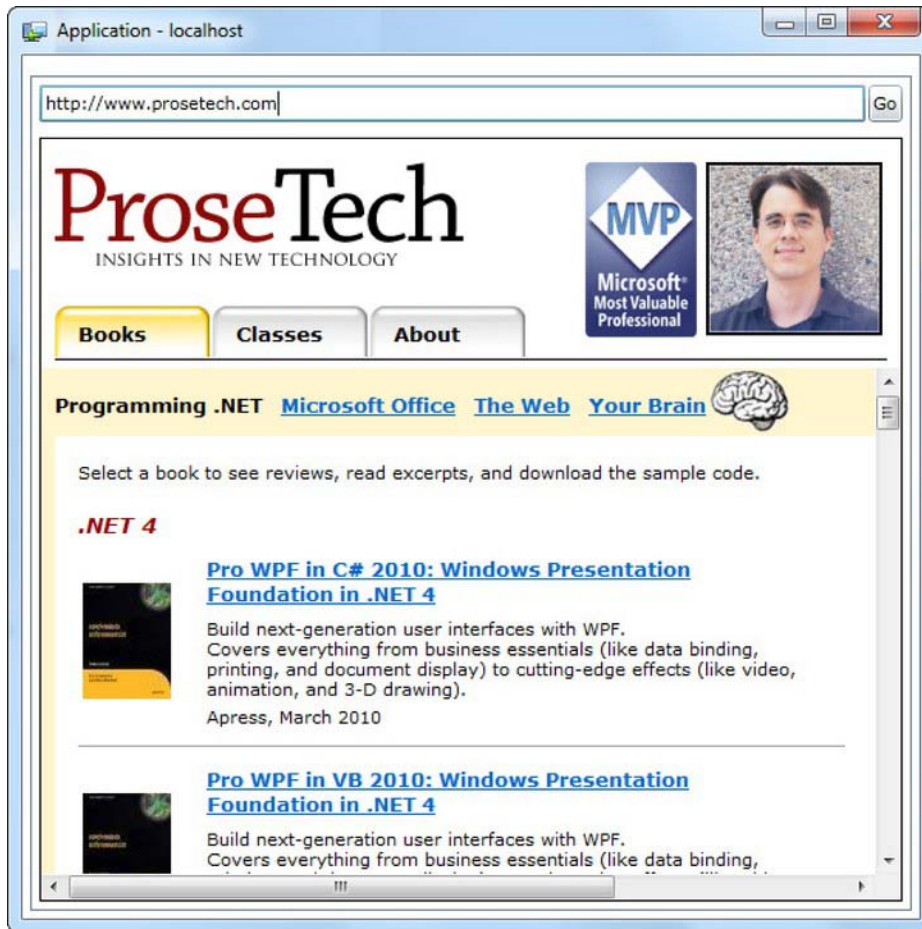 Application - localhost
http://www.prosetech.com
Go
ProseTech
INSIGHTS IN NEW TECHNOLOGY
MVP
Microsoft®
Most Valuable
Professional
Books Classes About
Programming .NET Microsoft Office The Web Your Brain
Select a book to see reviews, read excerpts, and download the sample code.
.NET 4
Pro WPF in C# 2010: Windows Presentation
Foundation in .NET 4
Build next-generation user interfaces with WPF.
Covers everything from business essentials (like data binding,
printing, and document display) to cutting-edge effects (like video,
animation, and 3-D drawing).
Apress, March 2010
Pro WPF in VB 2010: Windows Presentation
Foundation in .NET 4
Build next-generation user interfaces with WPF.
Covers everything from business essentials (like data binding,